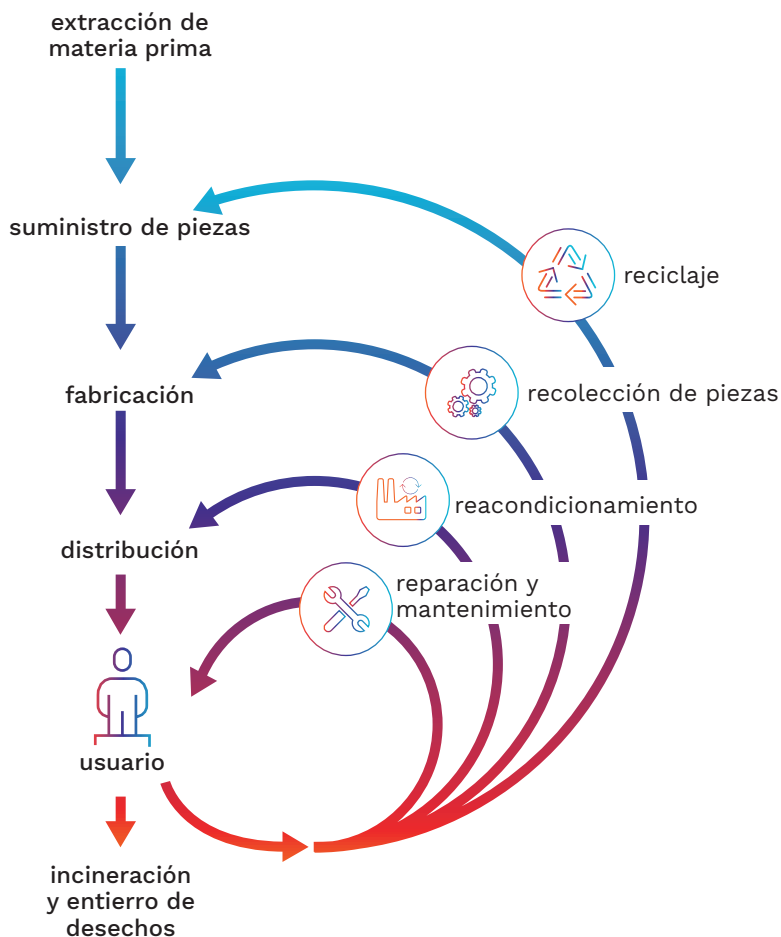 extracción de
materia prima
suministro de piezas
reciclaje
fabricación
recolección de piezas
distribución
reacondicionamiento
reparación y
mantenimiento
usuario
incineración
y entierro de
desechos